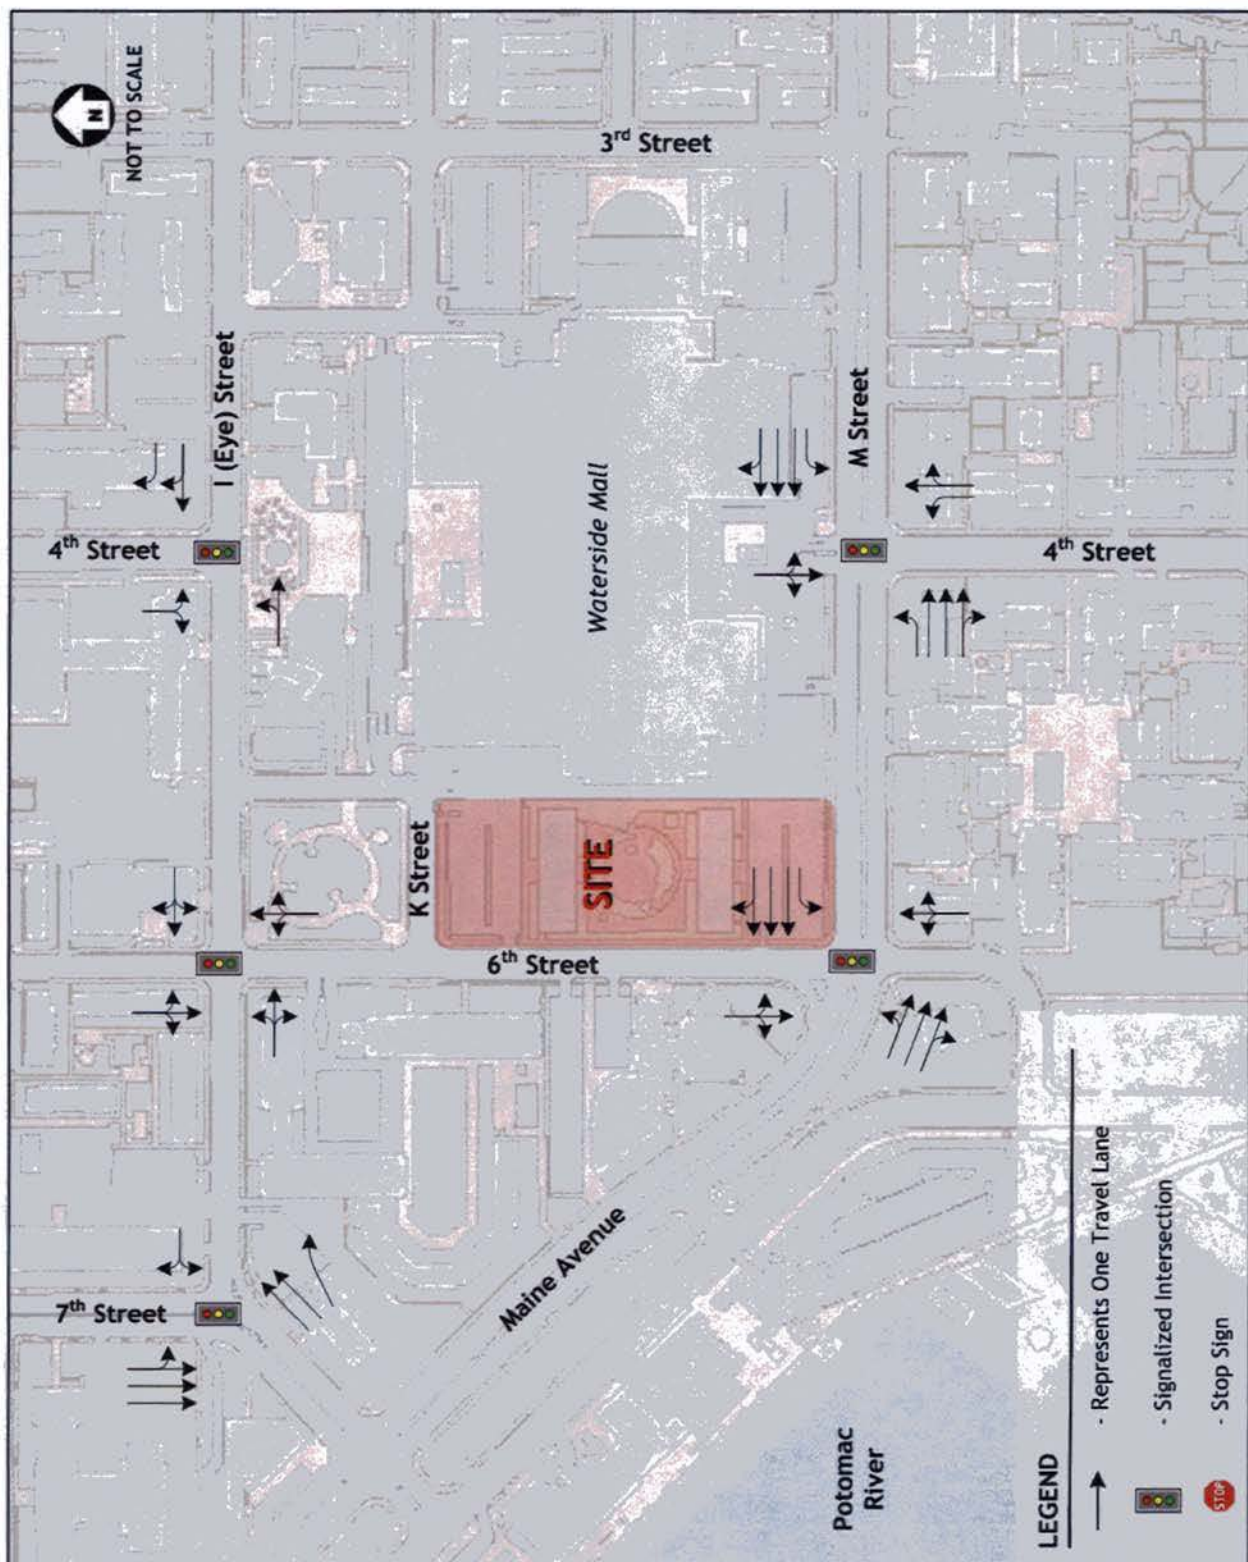 N
NOT TO SCALE
3rd Street
I (Eye) Street
4th Street
Waterside Mall
M Street
4th Street
K Street
SITE
6th Street
7th Street
Maine Avenue
Potomac
River
LEGEND
- Represents One Travel Lane
- Signalized Intersection
STOP
- Stop Sign